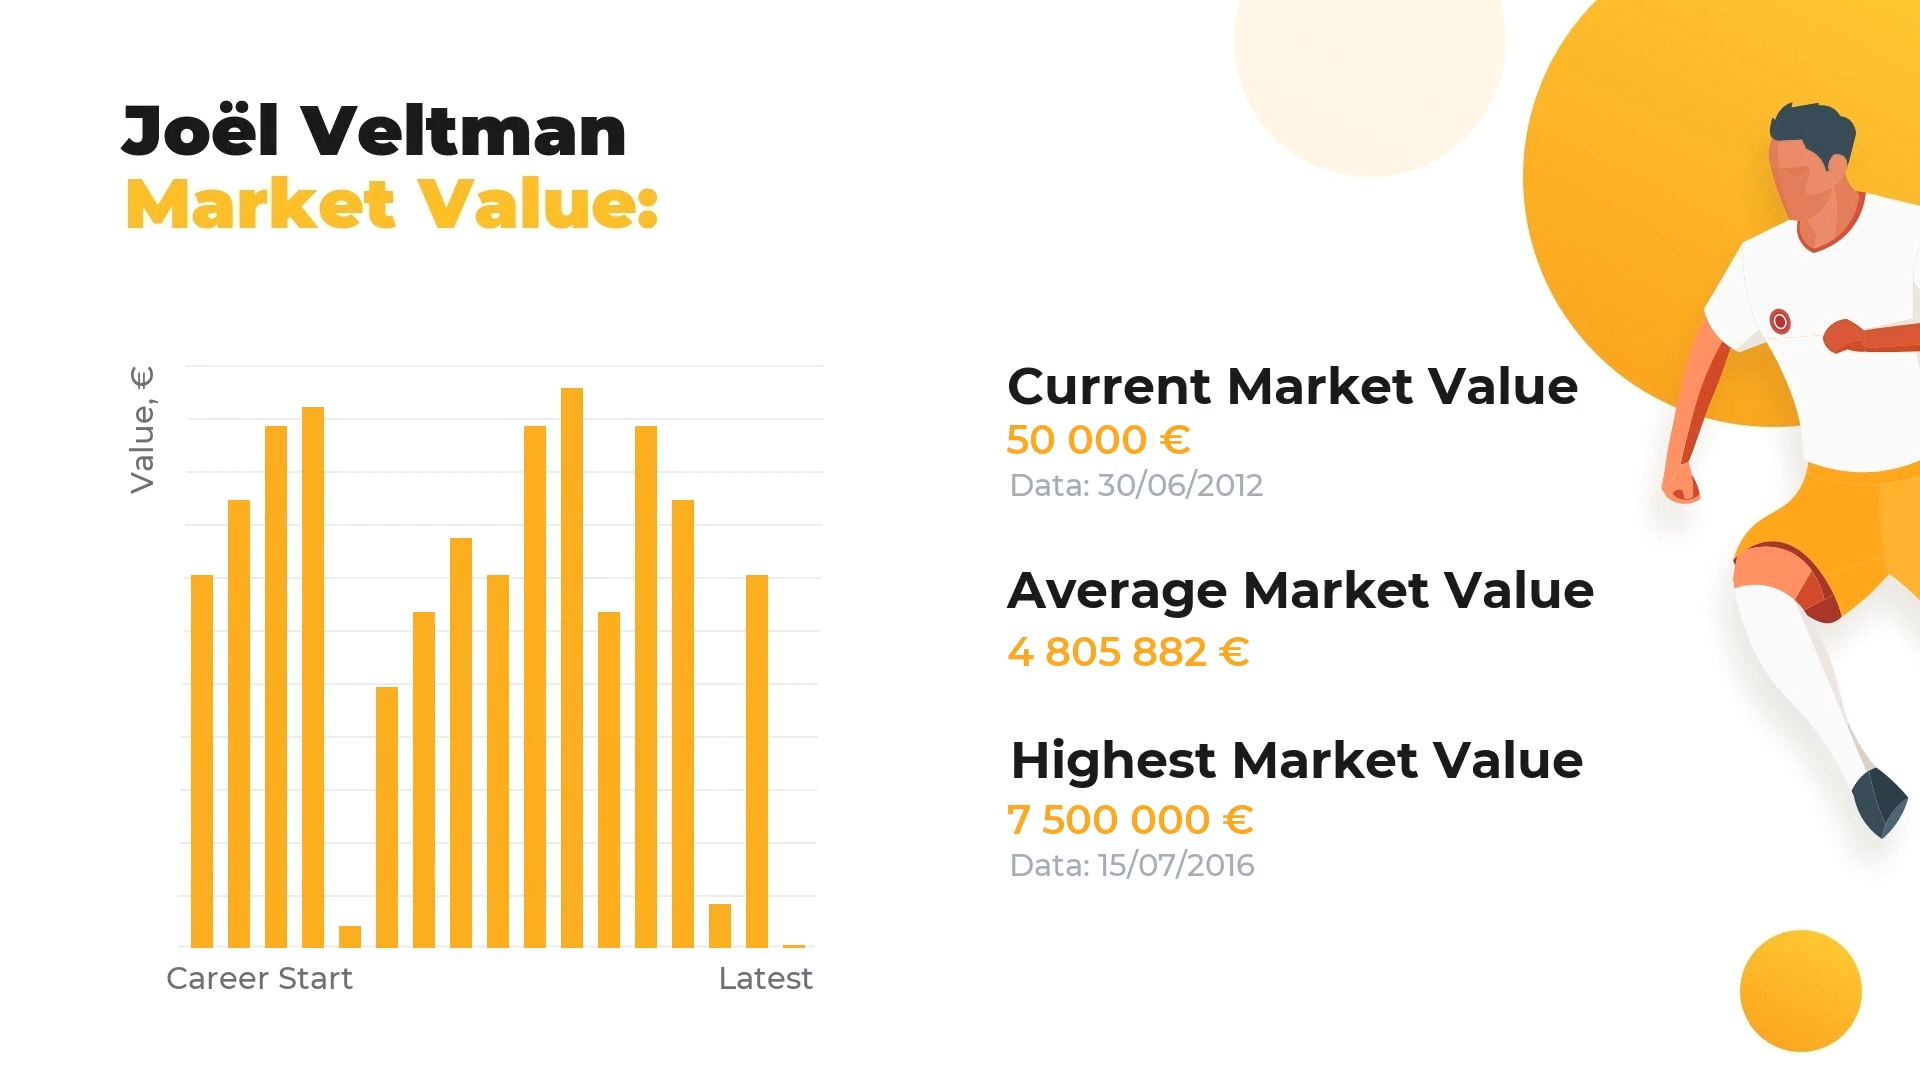 Joël Veltman
Market Value:
Value, €
Career Start
Latest
Current Market Value
50 000 €
Data: 30/06/2012
Average Market Value
4 805 882 €
Highest Market Value
7 500 000 €
Data: 15/07/2016